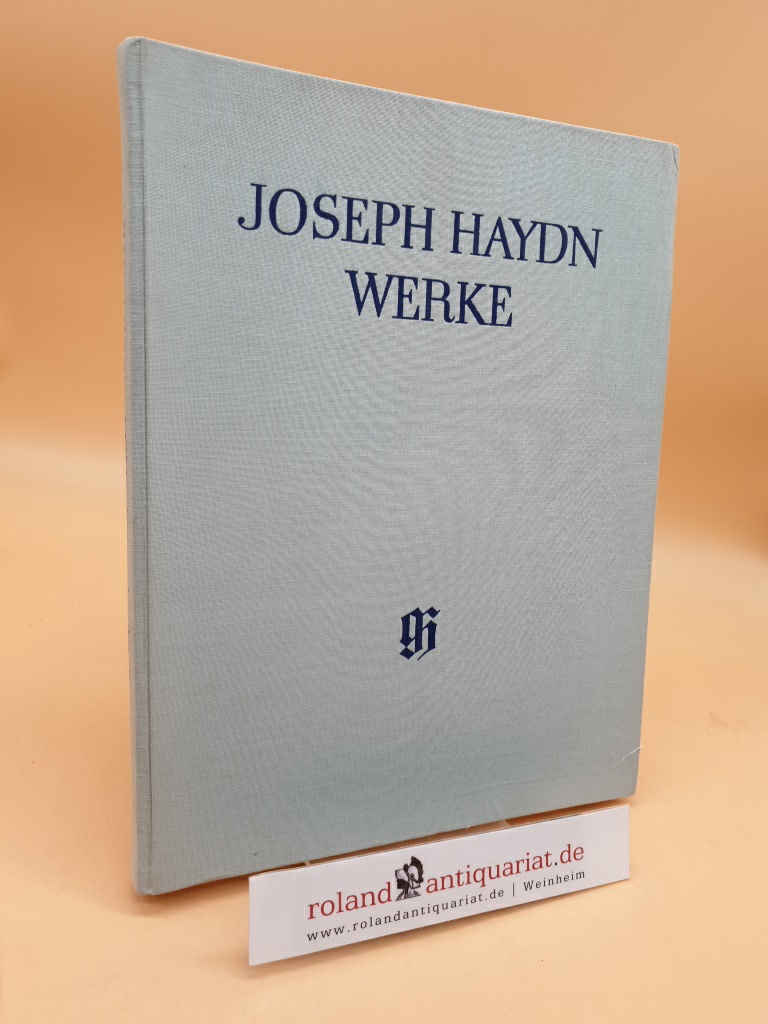 JOSEPH HAYDN
WERKE
roland antiquariat.de
www.rolandantiquariat.de | Weinheim